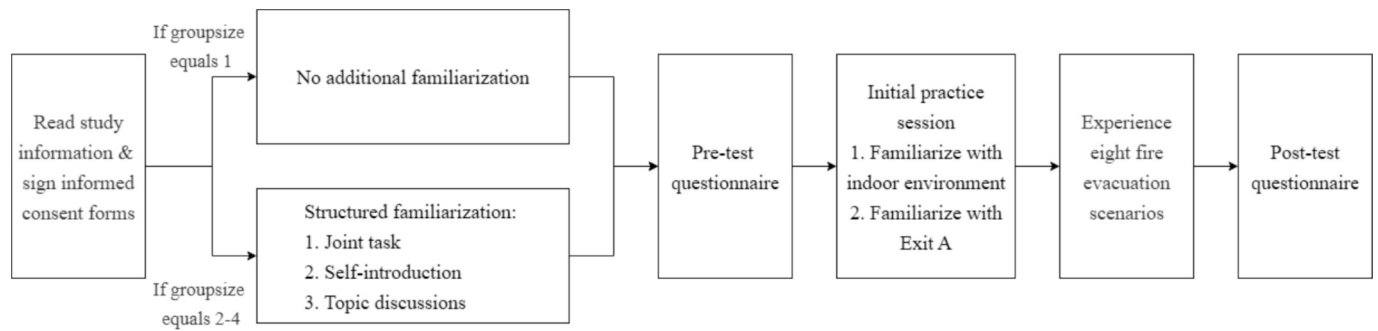 Read study
information &
sign informed
consent forms
If groupsize
equals 1
No additional familiarization
If groupsize
equals 2-4
Structured familiarization:
1. Joint task
2. Self-introduction
3. Topic discussions
Pre-test
questionnaire
Initial practice
session
1. Familiarize with
indoor environment
2. Familiarize with
Exit A
Experience
eight fire
evacuation
scenarios
Post-test
questionnaire